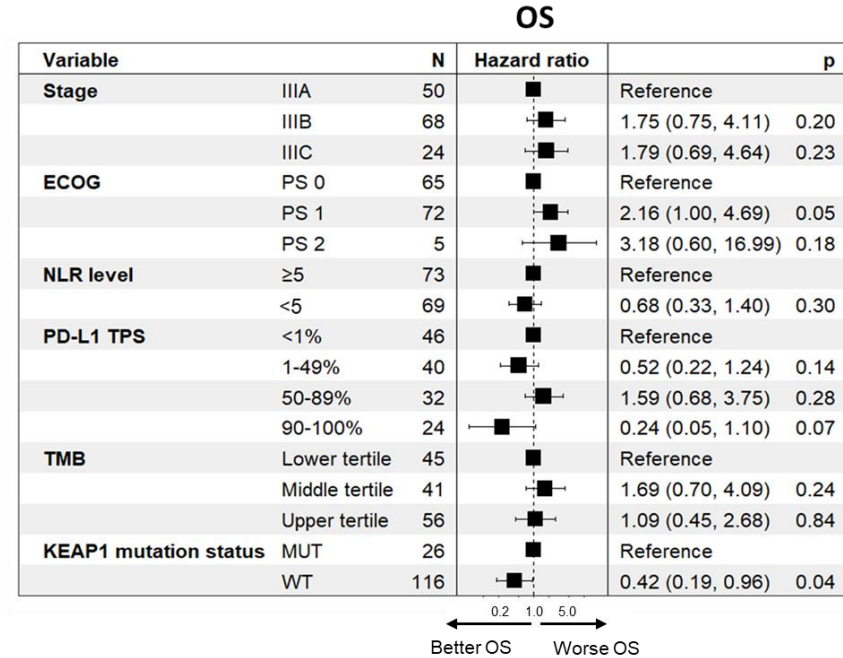 OS
Variable N Hazard ratio p
Stage IIIA 50 Reference
IIIB 68 1.75 (0.75, 4.11) 0.20
IIIC 24 1.79 (0.69, 4.64) 0.23
ECOG PS 0 65 Reference
PS 1 72 2.16 (1.00, 4.69) 0.05
PS 2 5 3.18 (0.60, 16.99) 0.18
NLR level ≥5 73 Reference
<5 69 0.68 (0.33, 1.40) 0.30
PD-L1 TPS <1% 46 Reference
1-49% 40 0.52 (0.22, 1.24) 0.14
50-89% 32 1.59 (0.68, 3.75) 0.28
90-100% 24 0.24 (0.05, 1.10) 0.07
TMB Lower tertile 45 Reference
Middle tertile 41 1.69 (0.70, 4.09) 0.24
Upper tertile 56 1.09 (0.45, 2.68) 0.84
KEAP1 mutation status MUT 26 Reference
WT 116 0.42 (0.19, 0.96) 0.04
0.2 1.0 5.0
Better OS Worse OS